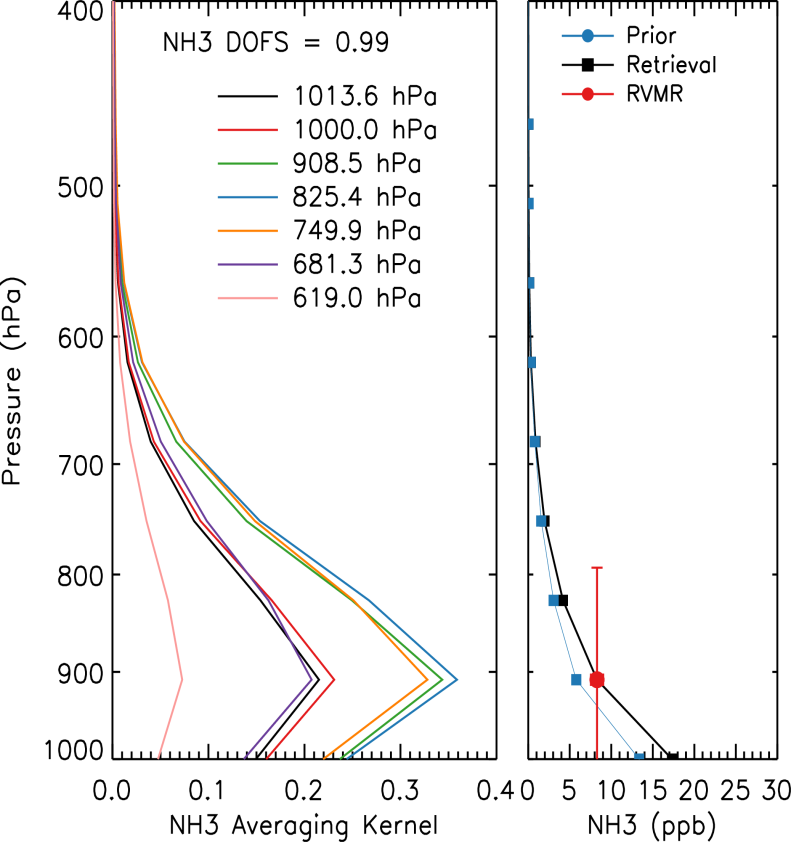 NH3 DOFS = 0.99
1013.6 hPa
1000.0 hPa
908.5 hPa
825.4 hPa
749.9 hPa
681.3 hPa
619.0 hPa
Prior
Retrieval
RVMR
Pressure (hPa)
400
500
600
700
800
900
1000
0.0 0.1 0.2 0.3 0.4
NH3 Averaging Kernel
0 5 10 15 20 25 30
NH3 (ppb)